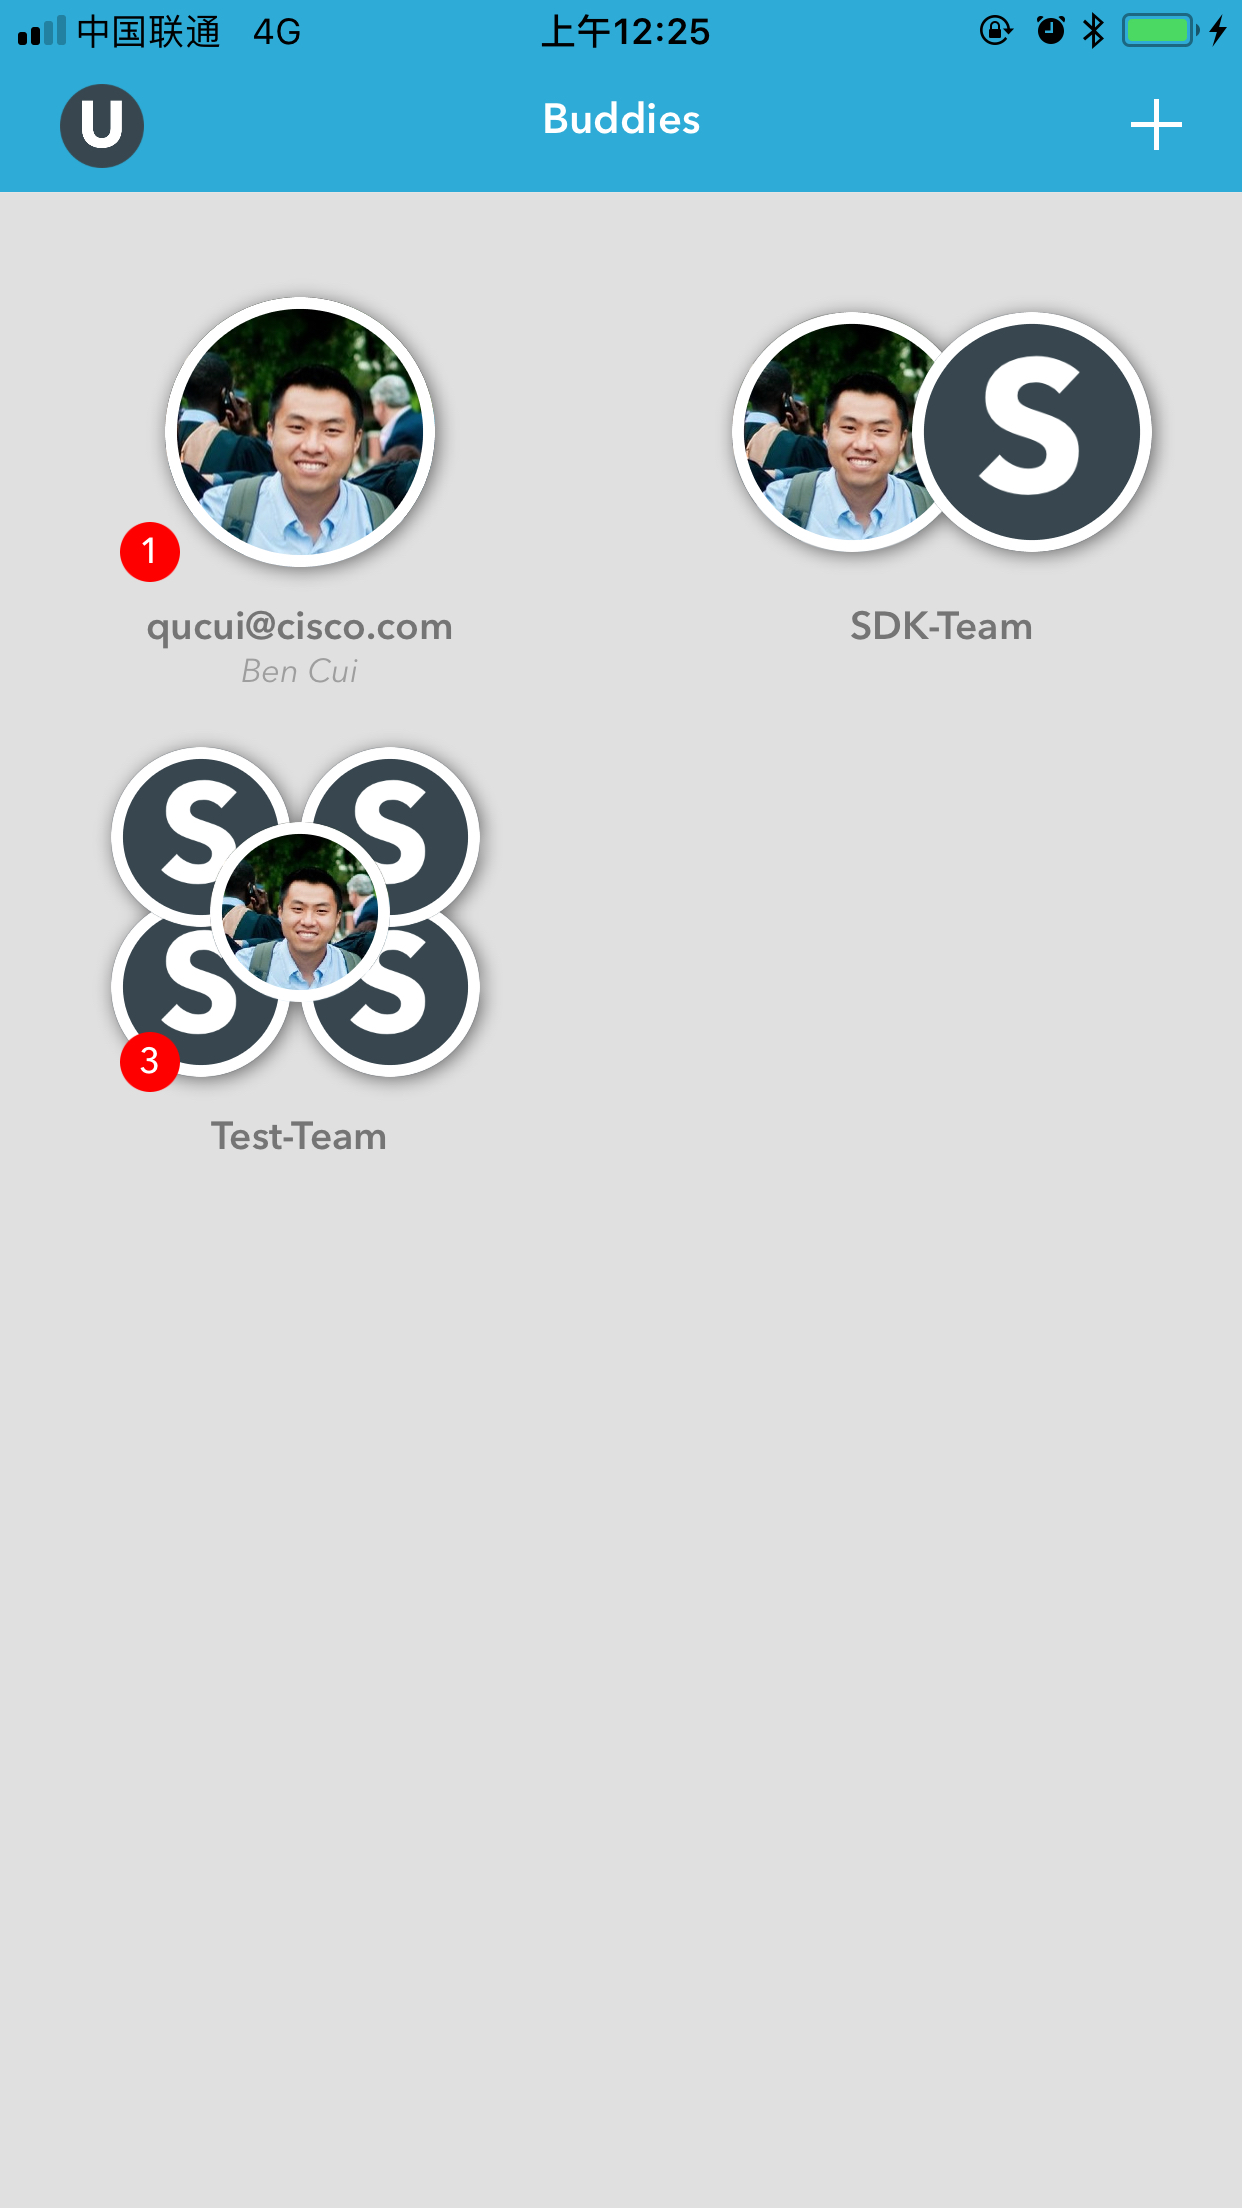 中国联通 4G 上午12:25
U Buddies
S
1
qucui@cisco.com SDK-Team
Ben Cui
S S
S S
3
Test-Team